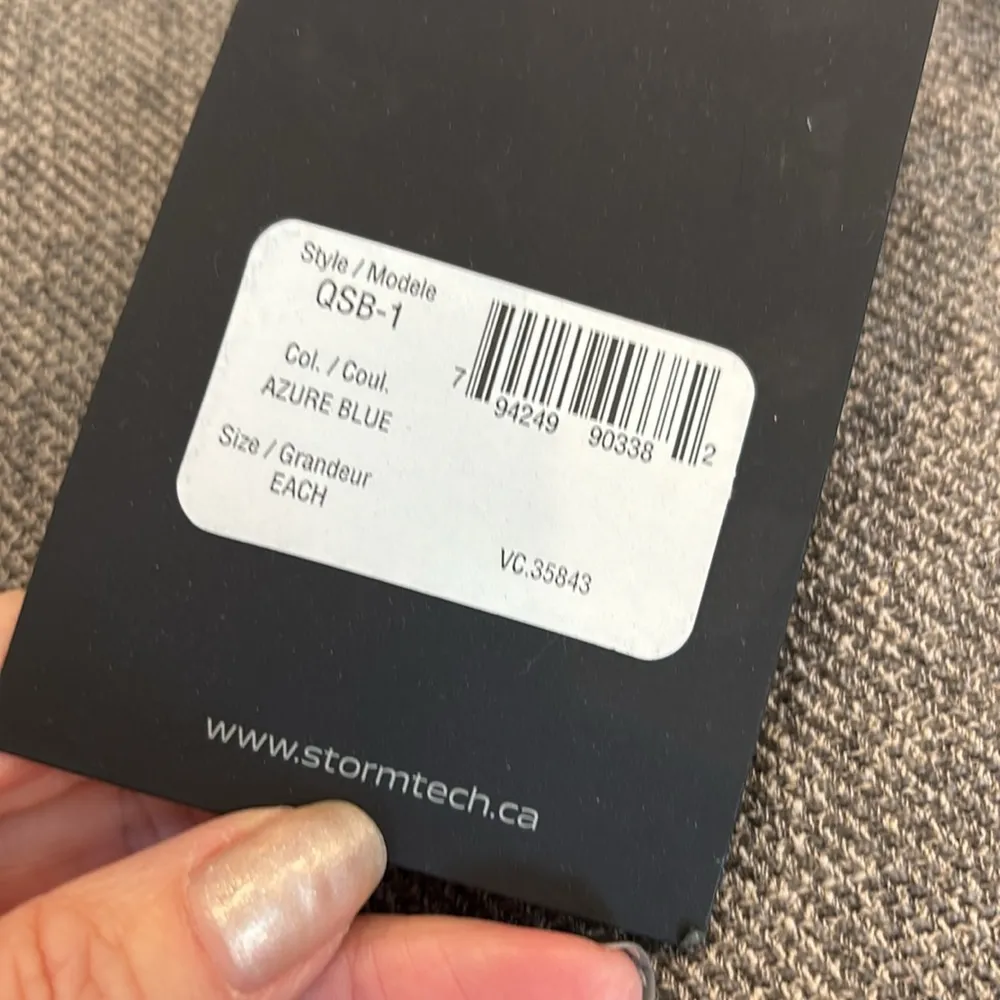 Style / Modele
QSB-1
Col. / Coul.
AZURE BLUE
Size / Grandeur
EACH
7 94249 90338 2
VC.35843
www.stormtech.ca